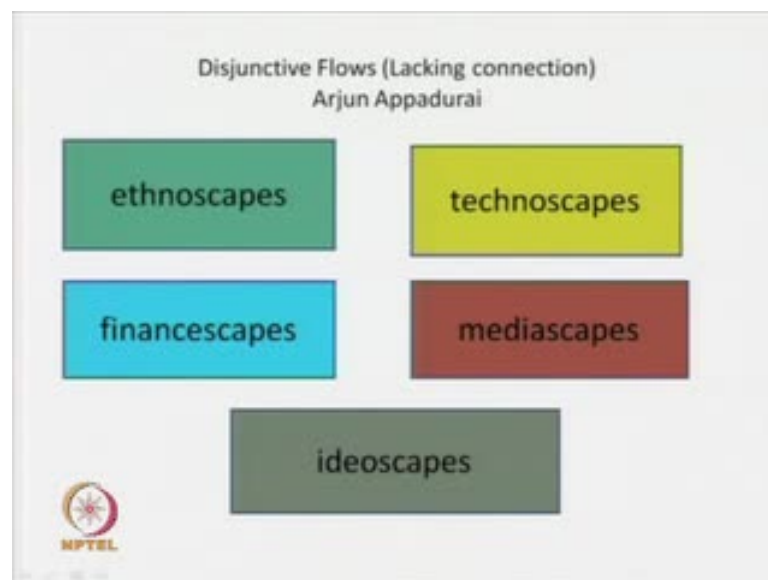 Disjunctive Flows (Lacking connection)
Arjun Appadurai
ethnoscapes
technoscapes
financescapes
mediascapes
ideoscapes
NPTEL